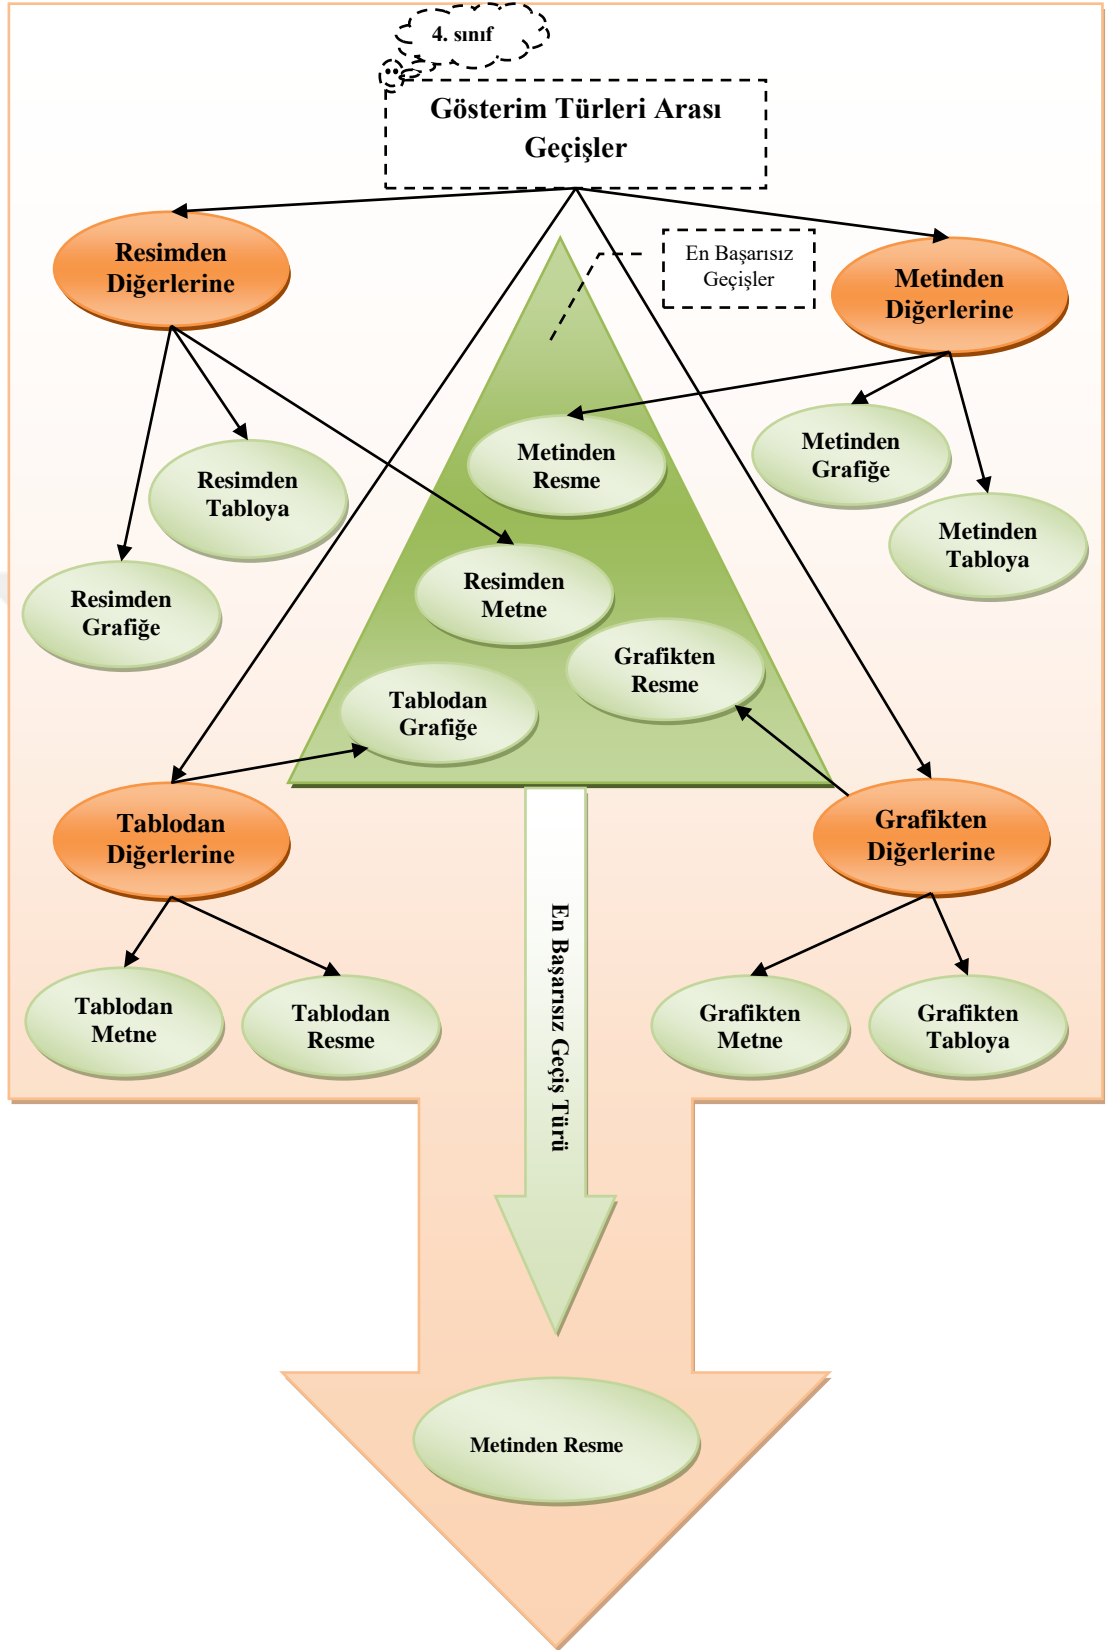 4. sınıf
Gösterim Türleri Arası
Geçişler
Resimden
Diğerlerine
En Başarısız
Geçişler
Metinden
Diğerlerine
Metinden
Resme
Metinden
Grafiğe
Resimden
Tabloya
Metinden
Tabloya
Resimden
Metne
Resimden
Grafiğe
Grafikten
Resme
Tablodan
Grafiğe
Tablodan
Diğerlerine
Grafikten
Diğerlerine
Tablodan
Metne
Tablodan
Resme
En Başarısız Geçiş Türü
Grafikten
Metne
Grafikten
Tabloya
Metinden Resme